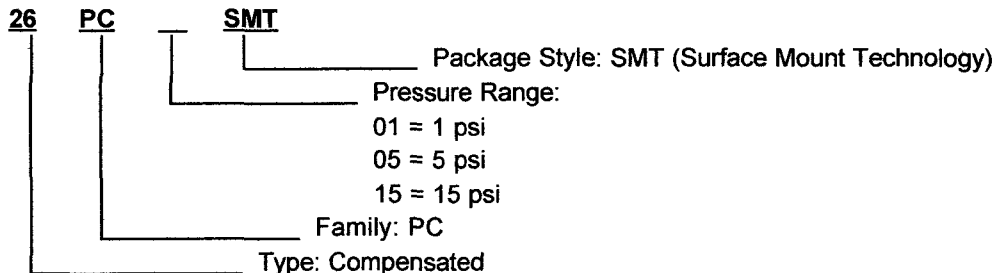 26 PC _ SMT
Package Style: SMT (Surface Mount Technology)
Pressure Range:
01 = 1 psi
05 = 5 psi
15 = 15 psi
Family: PC
Type: Compensated